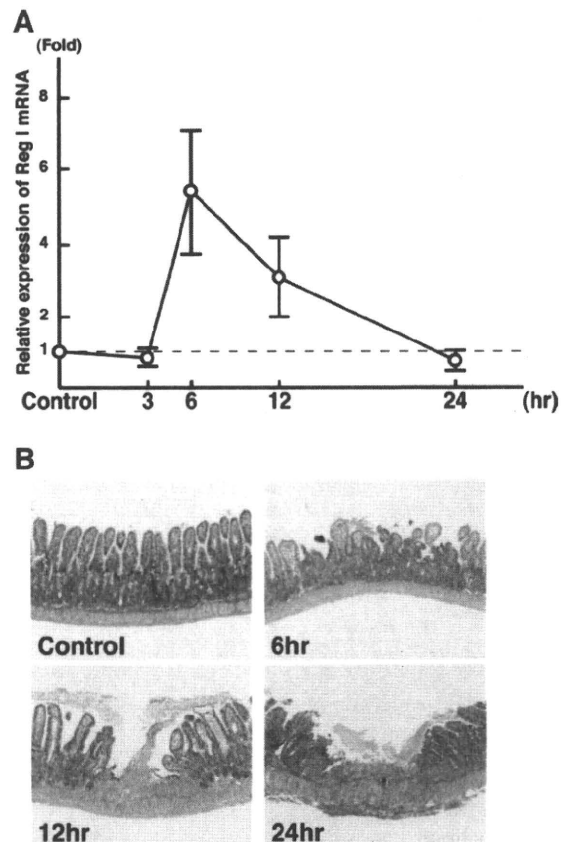 A
(Fold)
Relative expression of Reg I mRNA
8
6
4
2
1
Control 3 6 12 24 (hr)
B
Control
6hr
12hr
24hr